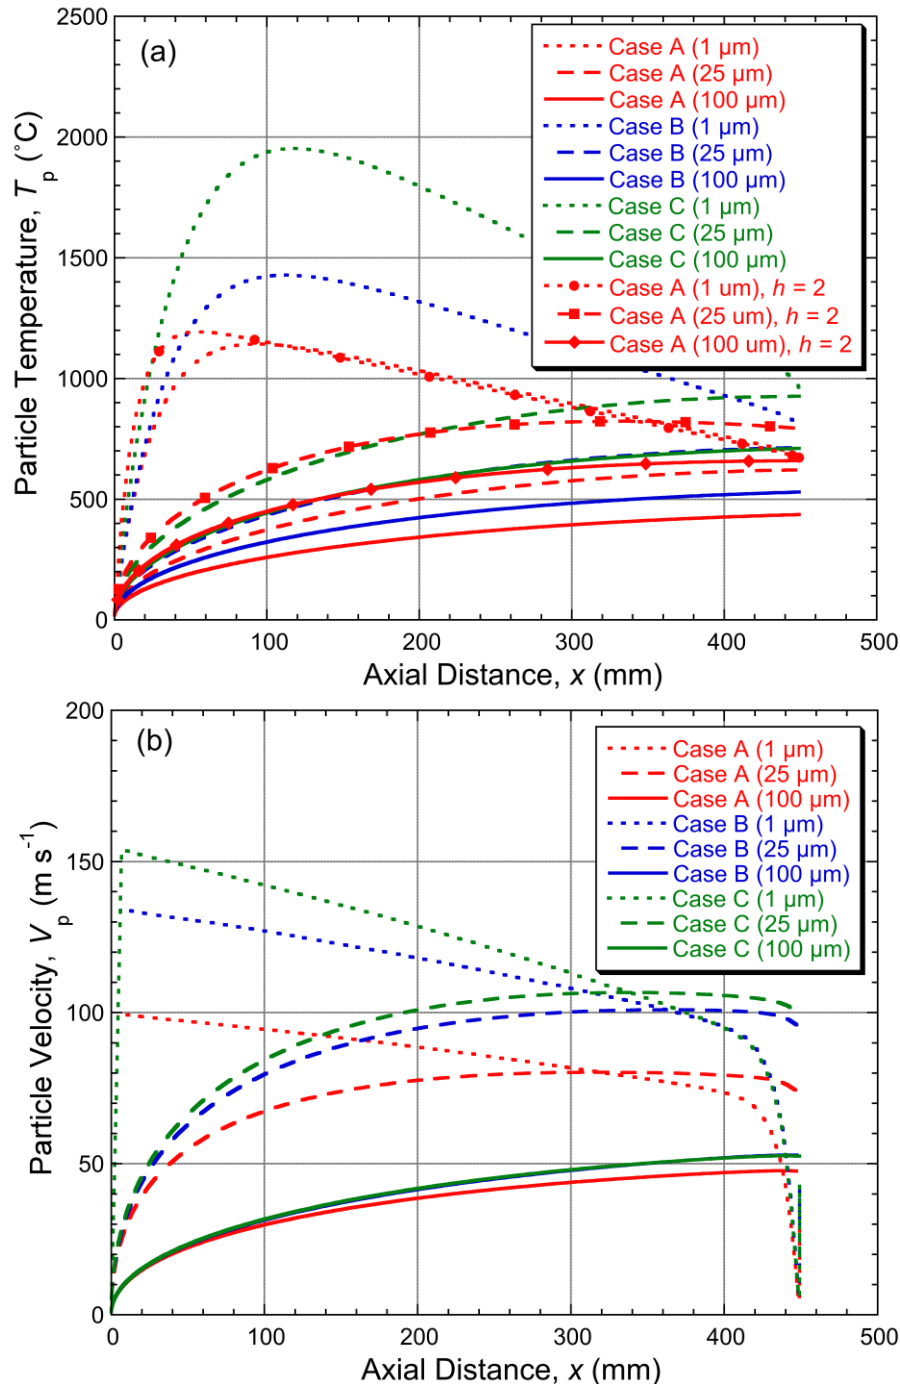 (a)
2500
2000
1500
1000
500
0
Particle Temperature, Tp (˚C)
Case A (1 µm)
Case A (25 µm)
Case A (100 µm)
Case B (1 µm)
Case B (25 µm)
Case B (100 µm)
Case C (1 µm)
Case C (25 µm)
Case C (100 µm)
Case A (1 um), h = 2
Case A (25 um), h = 2
Case A (100 um), h = 2
0 100 200 300 400 500
Axial Distance, x (mm)
(b)
200
150
100
50
0
Particle Velocity, Vp (m s-1)
Case A (1 µm)
Case A (25 µm)
Case A (100 µm)
Case B (1 µm)
Case B (25 µm)
Case B (100 µm)
Case C (1 µm)
Case C (25 µm)
Case C (100 µm)
0 100 200 300 400 500
Axial Distance, x (mm)